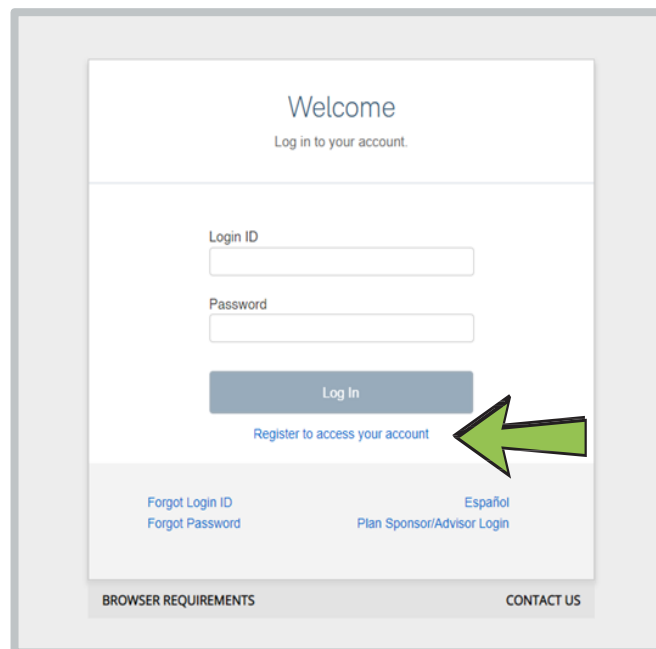 Welcome
Log in to your account.
Login ID
Password
Log In
Register to access your account
Forgot Login ID
Español
Forgot Password
Plan Sponsor/Advisor Login
BROWSER REQUIREMENTS
CONTACT US